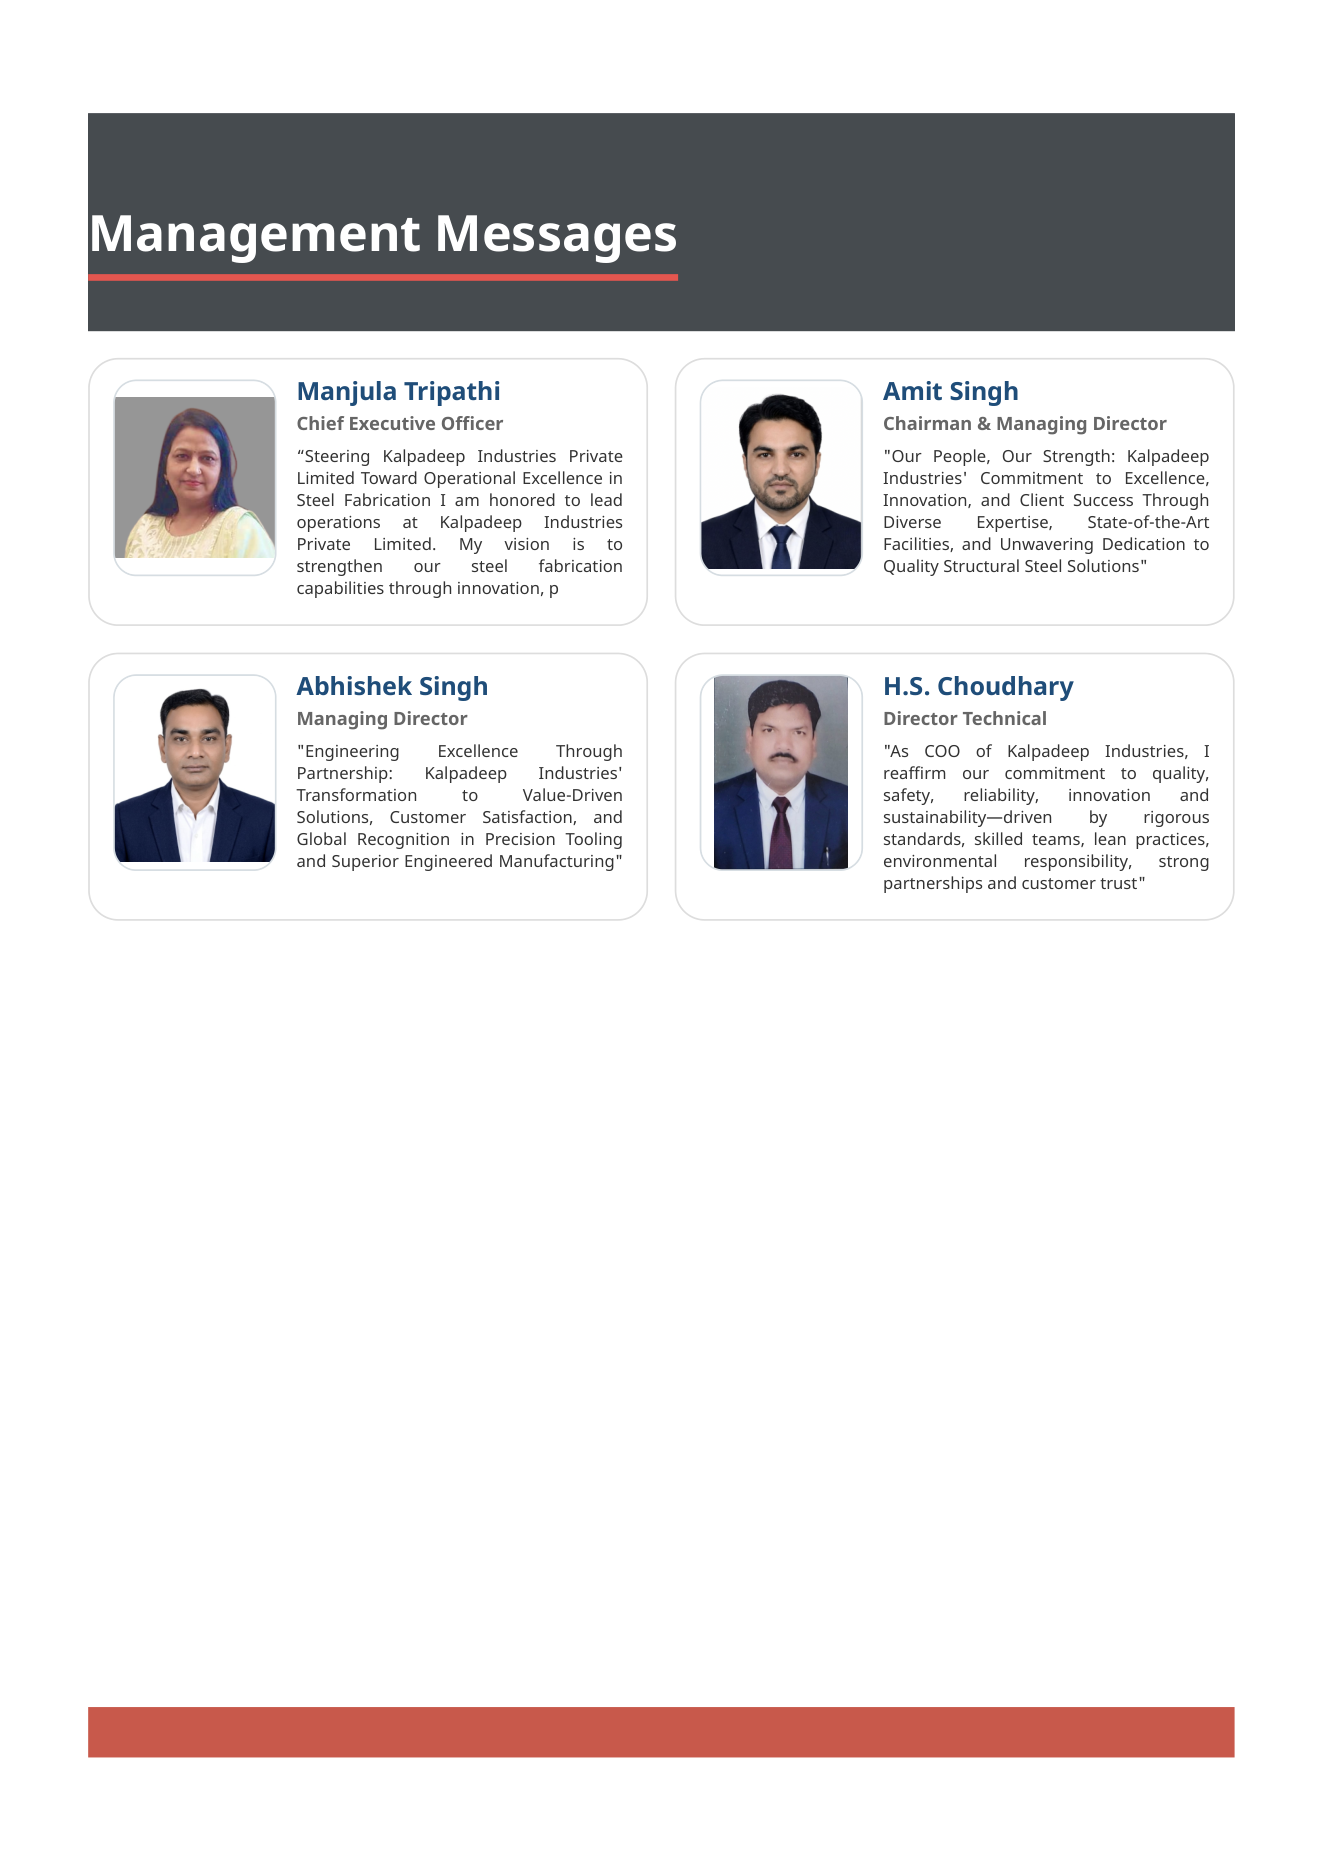 Management Messages
Manjula Tripathi
Chief Executive Officer
“Steering Kalpadeep Industries Private
Limited Toward Operational Excellence in
Steel Fabrication I am honored to lead
operations at Kalpadeep Industries
Private Limited. My vision is to
strengthen our steel fabrication
capabilities through innovation, p
Amit Singh
Chairman & Managing Director
"Our People, Our Strength: Kalpadeep
Industries' Commitment to Excellence,
Innovation, and Client Success Through
Diverse Expertise, State-of-the-Art
Facilities, and Unwavering Dedication to
Quality Structural Steel Solutions"
Abhishek Singh
Managing Director
"Engineering Excellence Through
Partnership: Kalpadeep Industries'
Transformation to Value-Driven
Solutions, Customer Satisfaction, and
Global Recognition in Precision Tooling
and Superior Engineered Manufacturing"
H.S. Choudhary
Director Technical
"As COO of Kalpadeep Industries, I
reaffirm our commitment to quality,
safety, reliability, innovation and
sustainability—driven by rigorous
standards, skilled teams, lean practices,
environmental responsibility, strong
partnerships and customer trust"